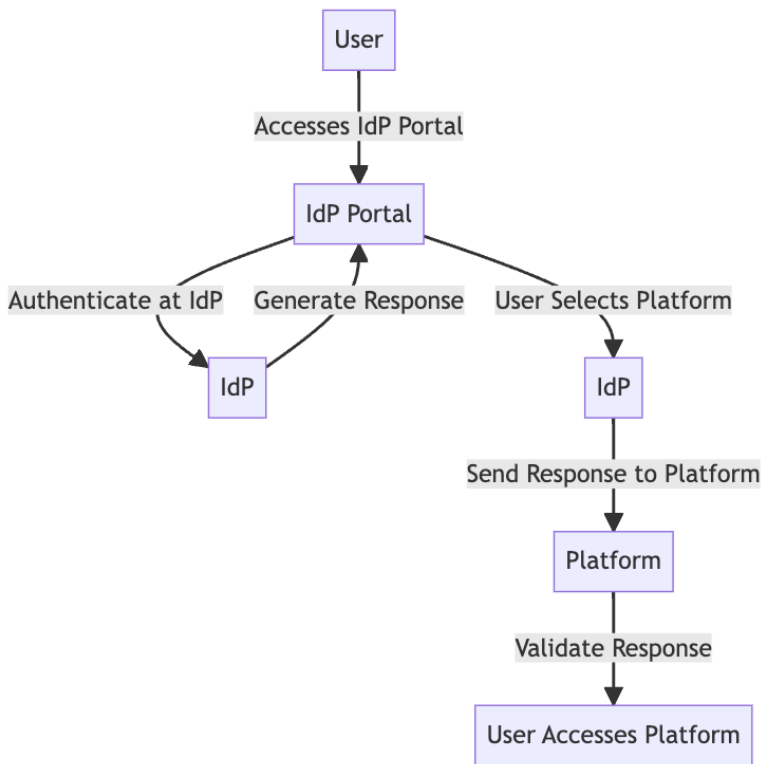 User
Accesses IdP Portal
IdP Portal
Authenticate at IdP
Generate Response
User Selects Platform
IdP
IdP
Send Response to Platform
Platform
Validate Response
User Accesses Platform